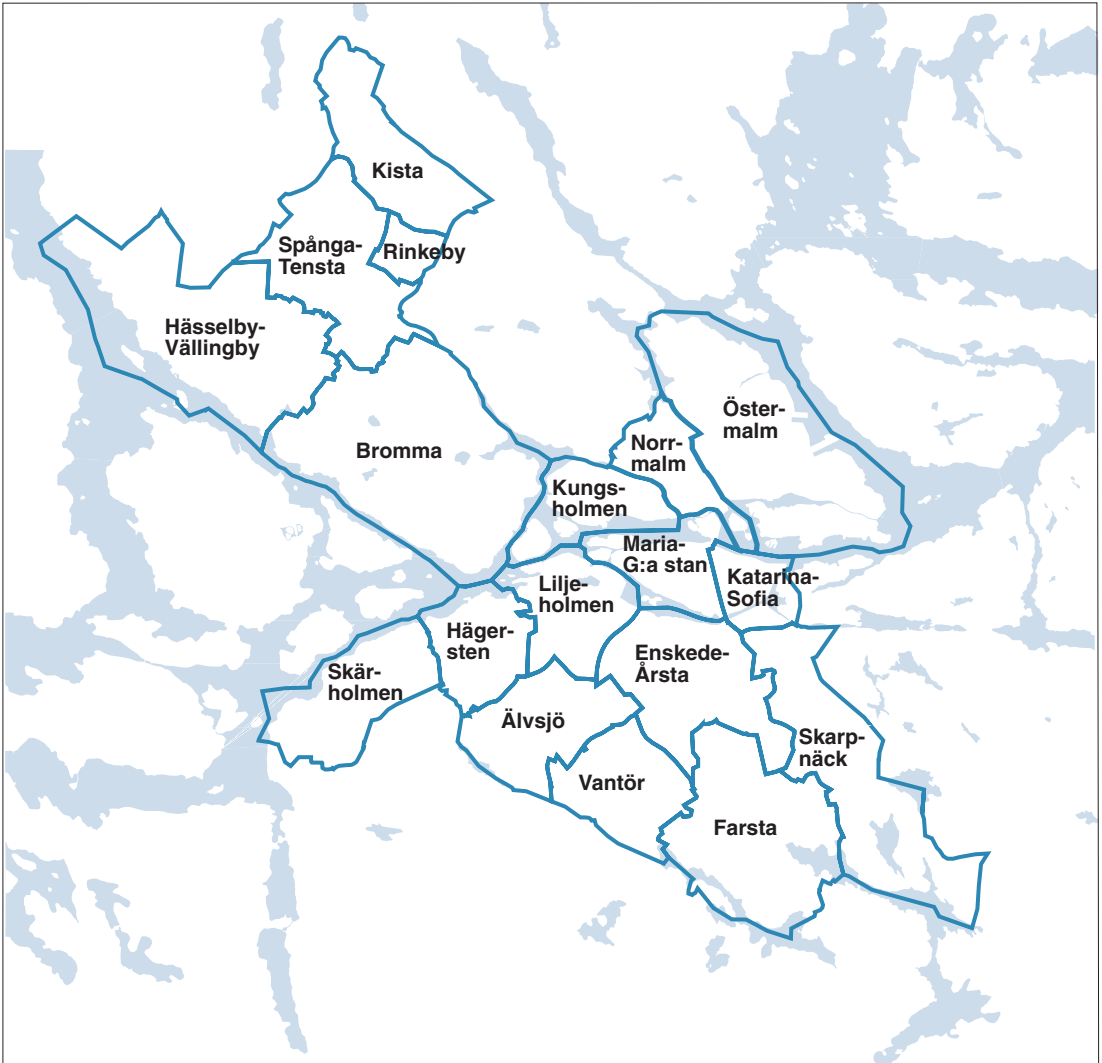 Kista
Spånga-
Tensta
Rinkeby
Hässelby-
Vällingby
Bromma
Öster-
malm
Norr-
malm
Kungs-
holmen
Maria-
G:a stan
Katarina-
Sofia
Lilje-
holmen
Häger-
sten
Skär-
holmen
Enskede-
Årsta
Älvsjö
Vantör
Skarp-
näck
Farsta